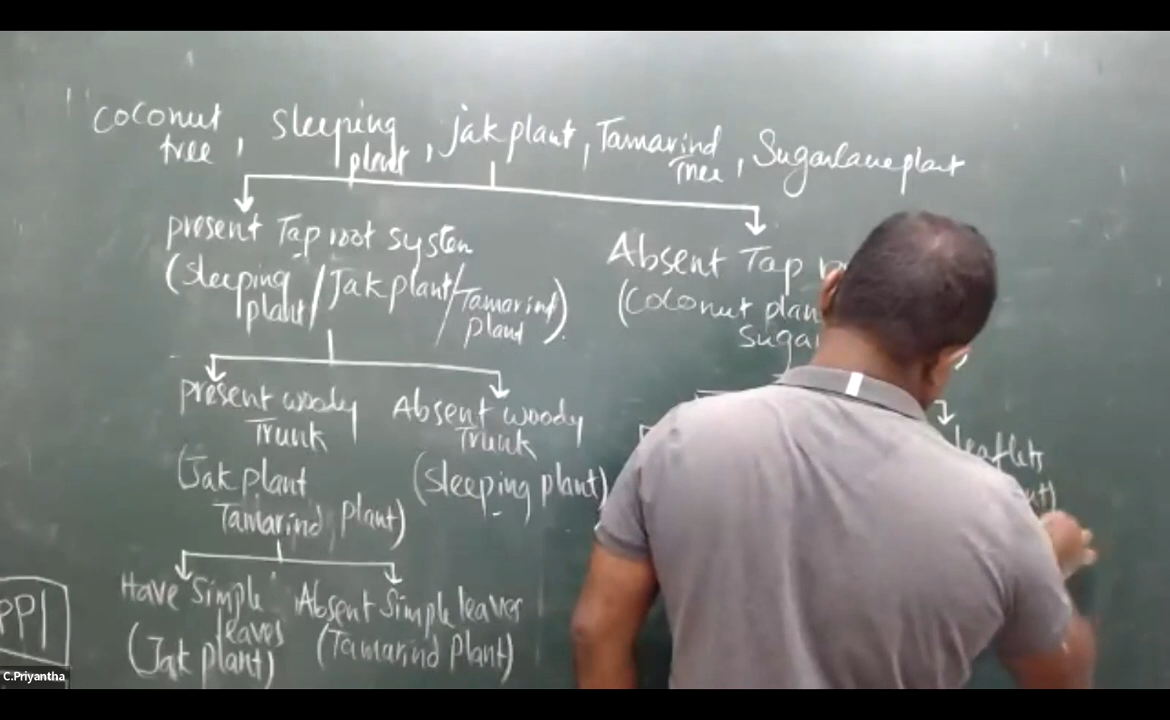 coconut tree, Sleeping plant, jak plant, Tamarind Tree, Sugarcane plant
present Tap root system
(sleeping plant / Jak plant / Tamarind plant).
Absent Tap
(coconut plan
sugar
present woody Trunk
(Jak plant
Tamarind plant)
Absent woody Trunk
(Sleeping plant)
leaflets
Have Simple leaves
(Jak plant)
Absent Simple leaves
(Tamarind plant)
PPI
C.Priyantha